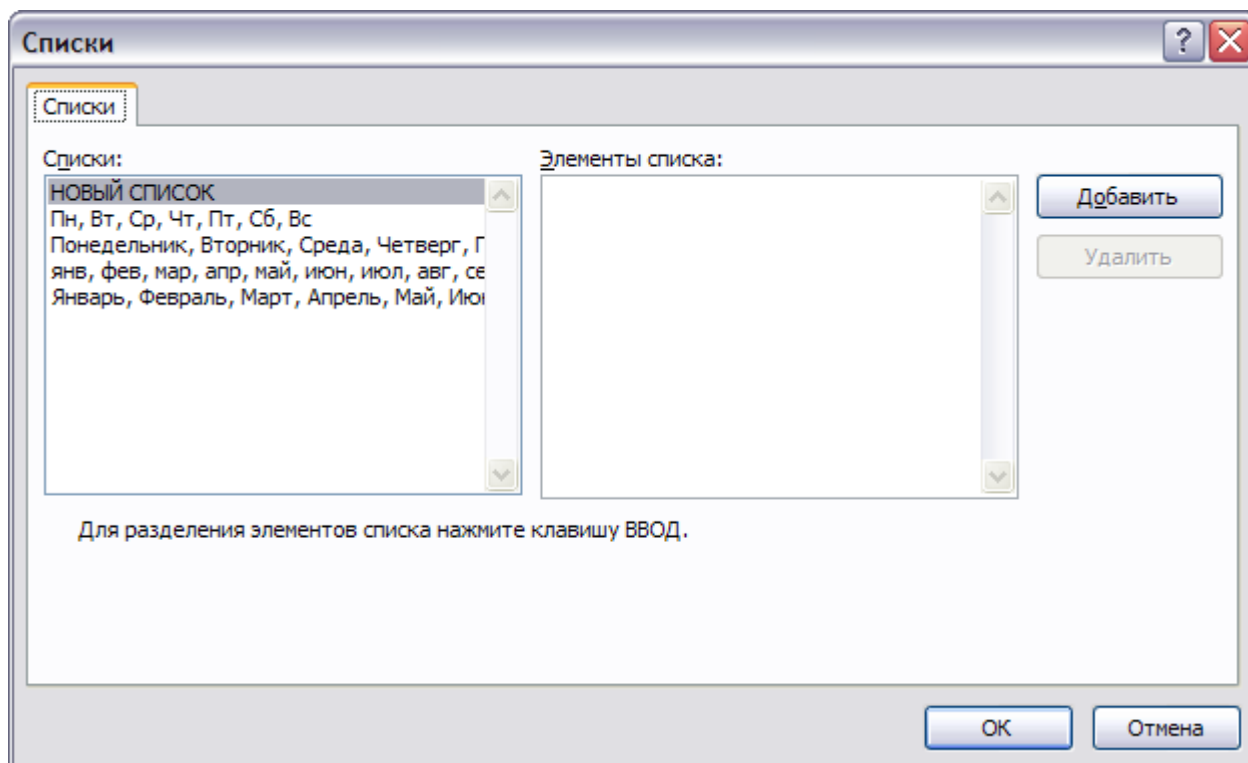 Списки
Списки
Списки:
Элементы списка:
НОВЫЙ СПИСОК
Пн, Вт, Ср, Чт, Пт, Сб, Вс
Понедельник, Вторник, Среда, Четверг, П
янв, фев, мар, апр, май, июн, июл, авг, се
Январь, Февраль, Март, Апрель, Май, Июн
Добавить
Удалить
Для разделения элементов списка нажмите клавишу ВВОД.
ОК
Отмена